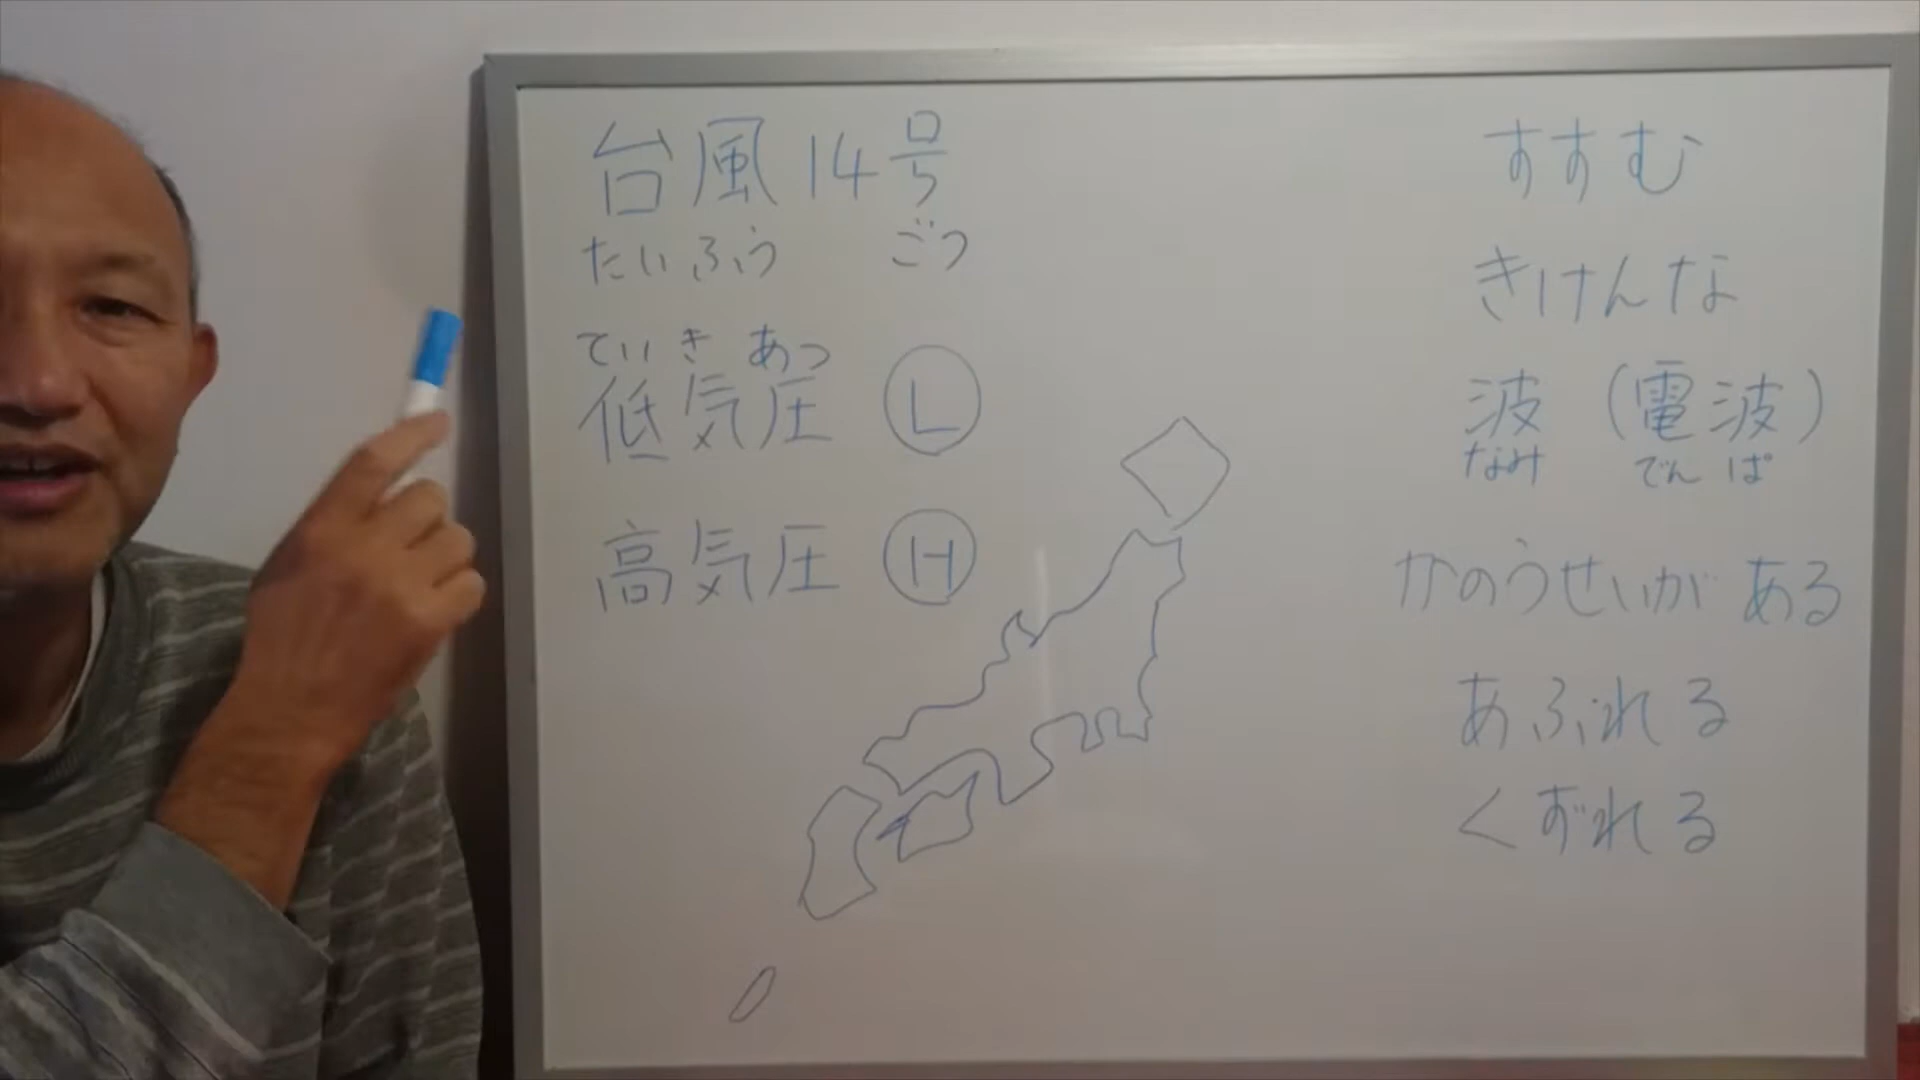 台風14号
たいふう ごう
ていきあつ
低気圧 L
高気圧 H
すすむ
きけんな
波 (電波)
なみ でんぱ
かのうせいが ある
あふれる
くずれる